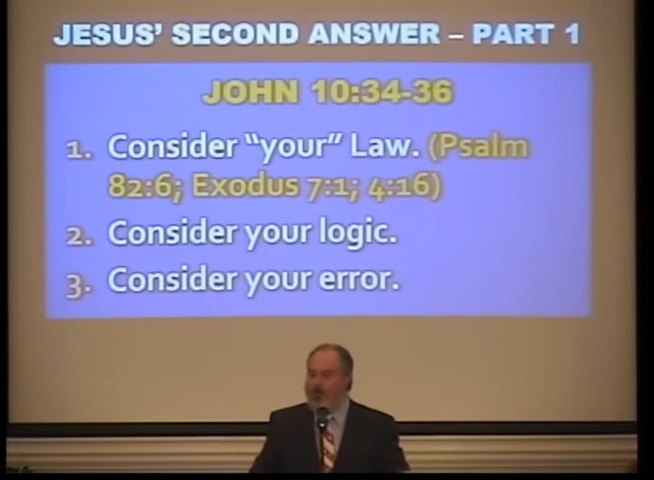 JESUS' SECOND ANSWER – PART 1
JOHN 10:34-36
1. Consider “your” Law. (Psalm
82:6; Exodus 7:1; 4:16)
2. Consider your logic.
3. Consider your error.